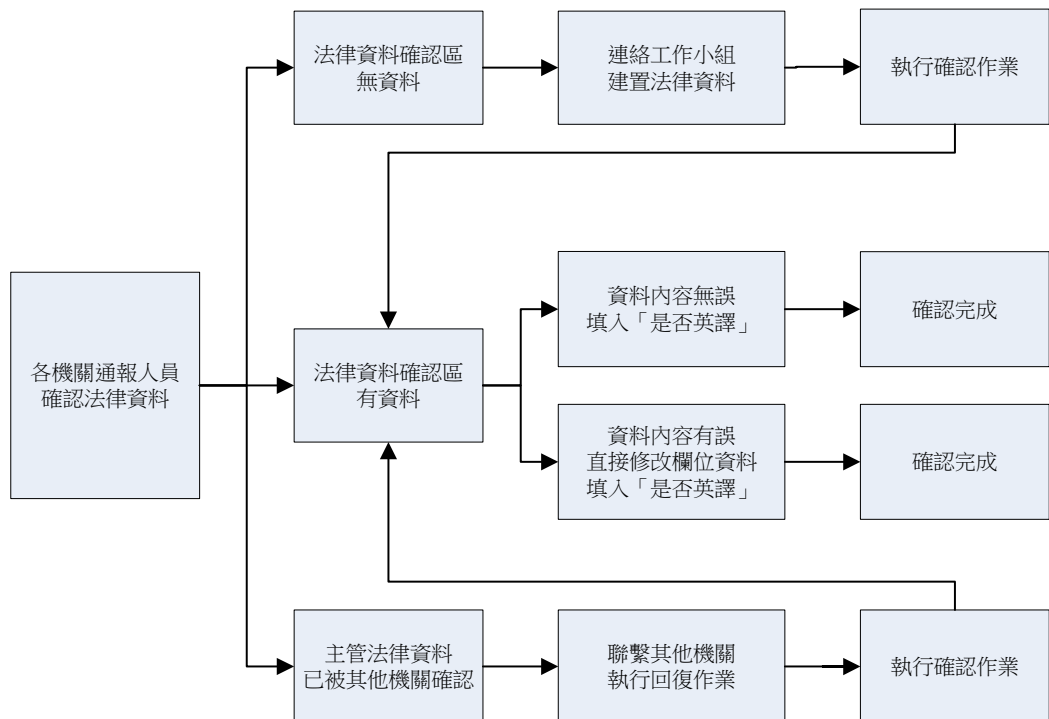 法律資料確認區
無資料
連絡工作小組
建置法律資料
執行確認作業
各機關通報人員
確認法律資料
法律資料確認區
有資料
資料內容無誤
填入「是否英譯」
確認完成
資料內容有誤
直接修改欄位資料
填入「是否英譯」
確認完成
主管法律資料
已被其他機關確認
聯繫其他機關
執行回復作業
執行確認作業